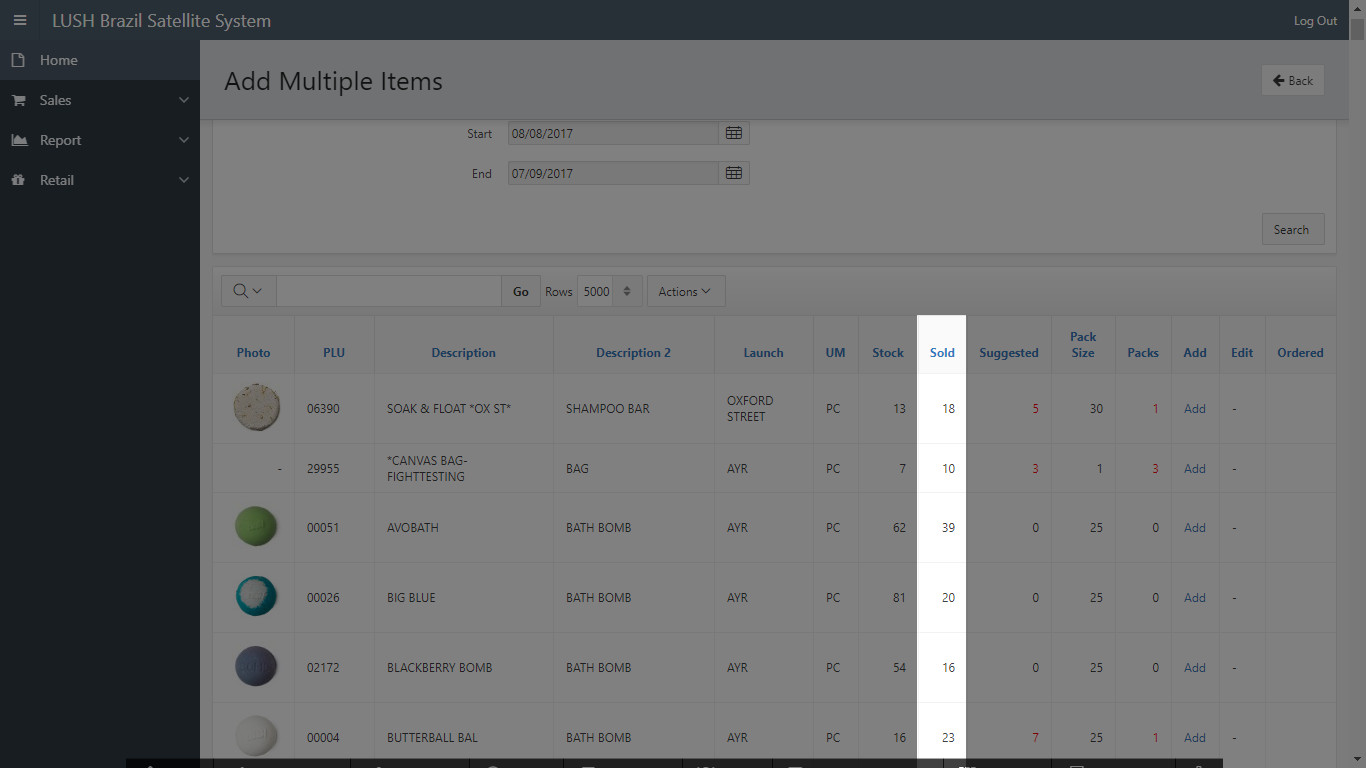 LUSH Brazil Satellite System
Log Out
Home
Sales
Report
Retail
Add Multiple Items
Back
Start 08/08/2017
End 07/09/2017
Search
Go Rows 5000 Actions
Photo PLU Description Description 2 Launch UM Stock Sold Suggested Pack Size Packs Add Edit Ordered
06390 SOAK & FLOAT *OX ST* SHAMPOO BAR OXFORD STREET PC 13 18 5 30 1 Add -
- 29955 *CANVAS BAG-FIGHTTESTING BAG AYR PC 7 10 3 1 3 Add -
00051 AVOBATH BATH BOMB AYR PC 62 39 0 25 0 Add -
00026 BIG BLUE BATH BOMB AYR PC 81 20 0 25 0 Add -
02172 BLACKBERRY BOMB BATH BOMB AYR PC 54 16 0 25 0 Add -
00004 BUTTERBALL BAL BATH BOMB AYR PC 16 23 7 25 1 Add -